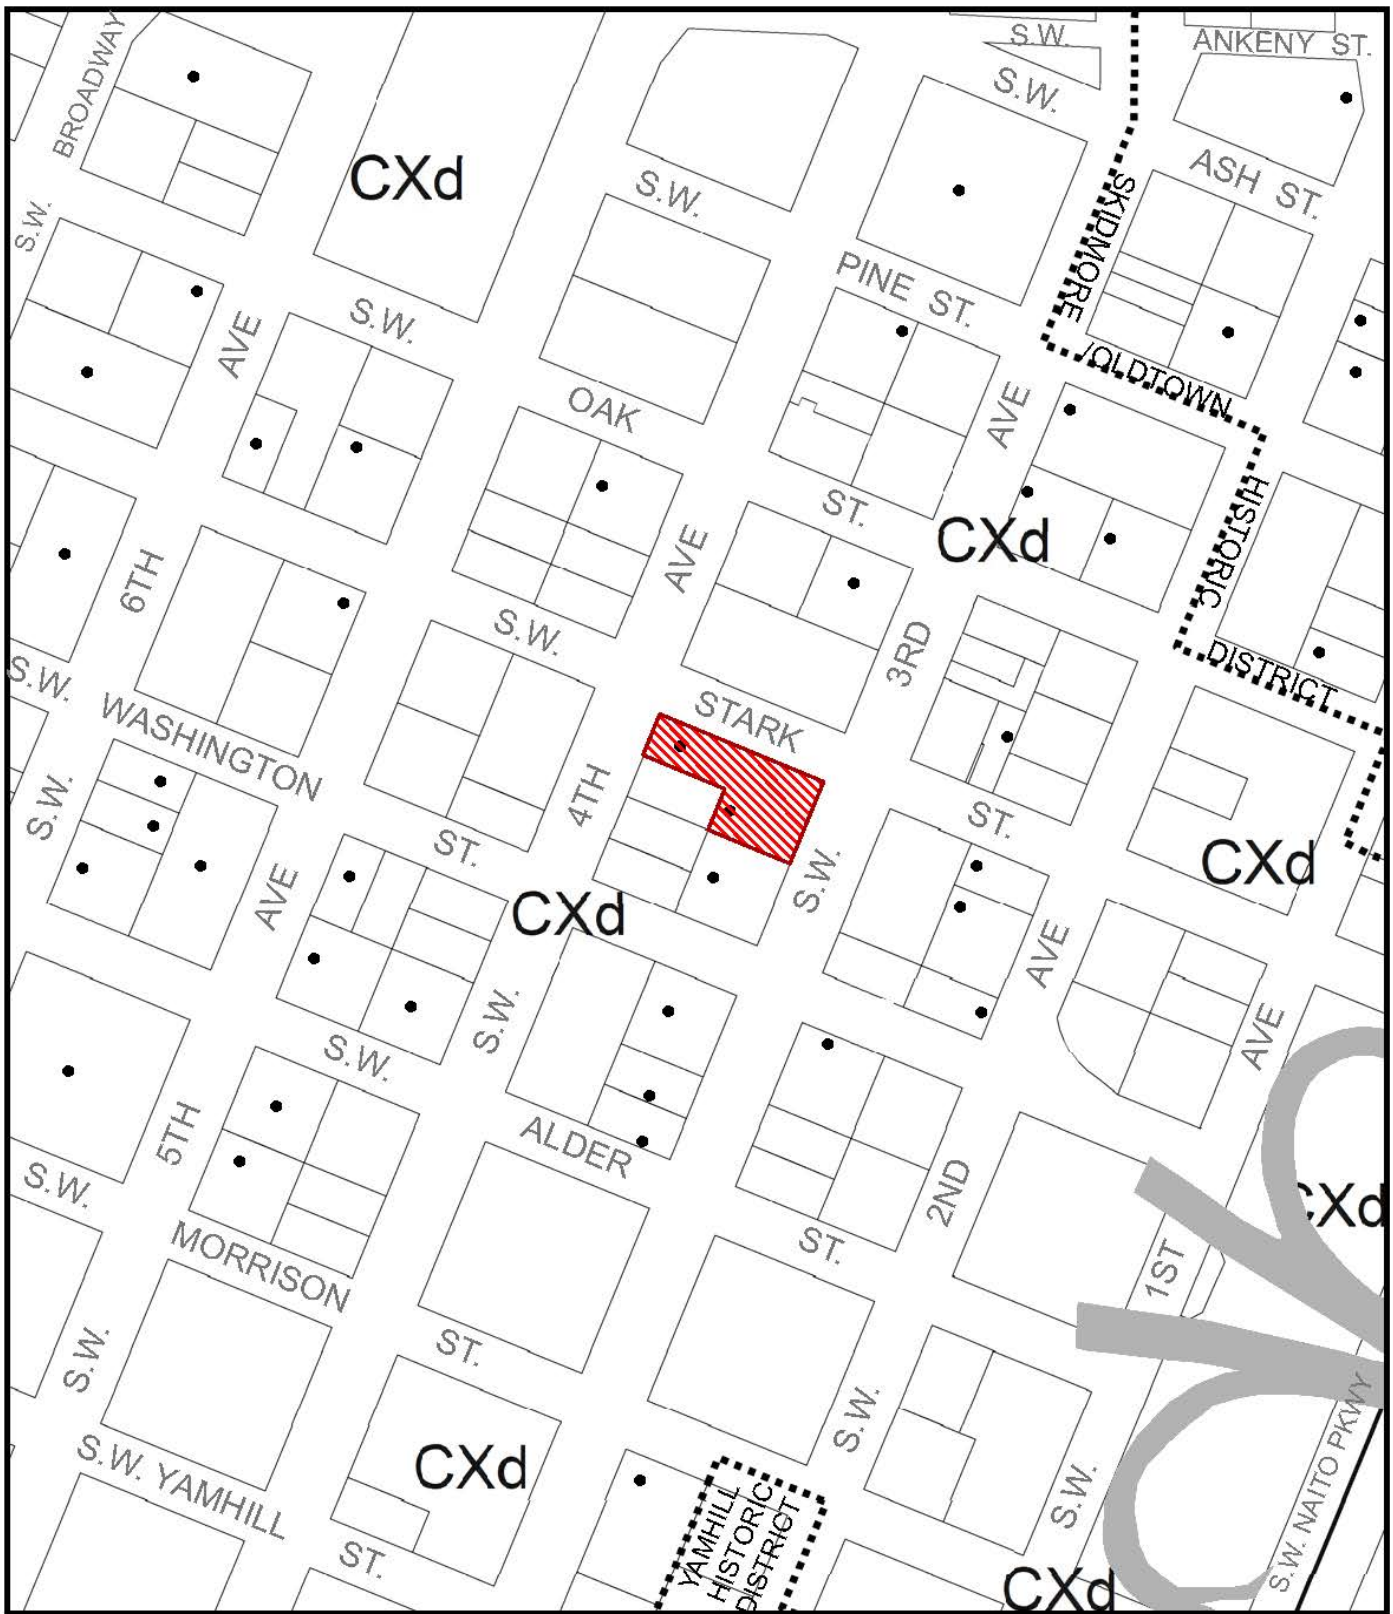 BROADWAY
S.W.
S.W.
ANKENY ST.
CXd
S.W.
ASH ST.
S.W.
SKIDMORE
S.W.
PINE ST.
AVE
S.W.
/OLDTOWN
OAK
AVE
ST.
HISTORIC
CXd
AVE
6TH
S.W.
3RD
DISTRICT
S.W.
WASHINGTON
STARK
4TH
S.W.
ST.
ST.
CXd
AVE
S.W.
CXd
AVE
S.W.
AVE
S.W.
5TH
ALDER
S.W.
2ND
CXd
MORRISON
ST.
1ST
S.W.
ST.
S.W.
S.W. NAITO PKWY
S.W. YAMHILL
CXd
S.W.
YAMHILL
HISTORIC
DISTRICT
ST.
CXd